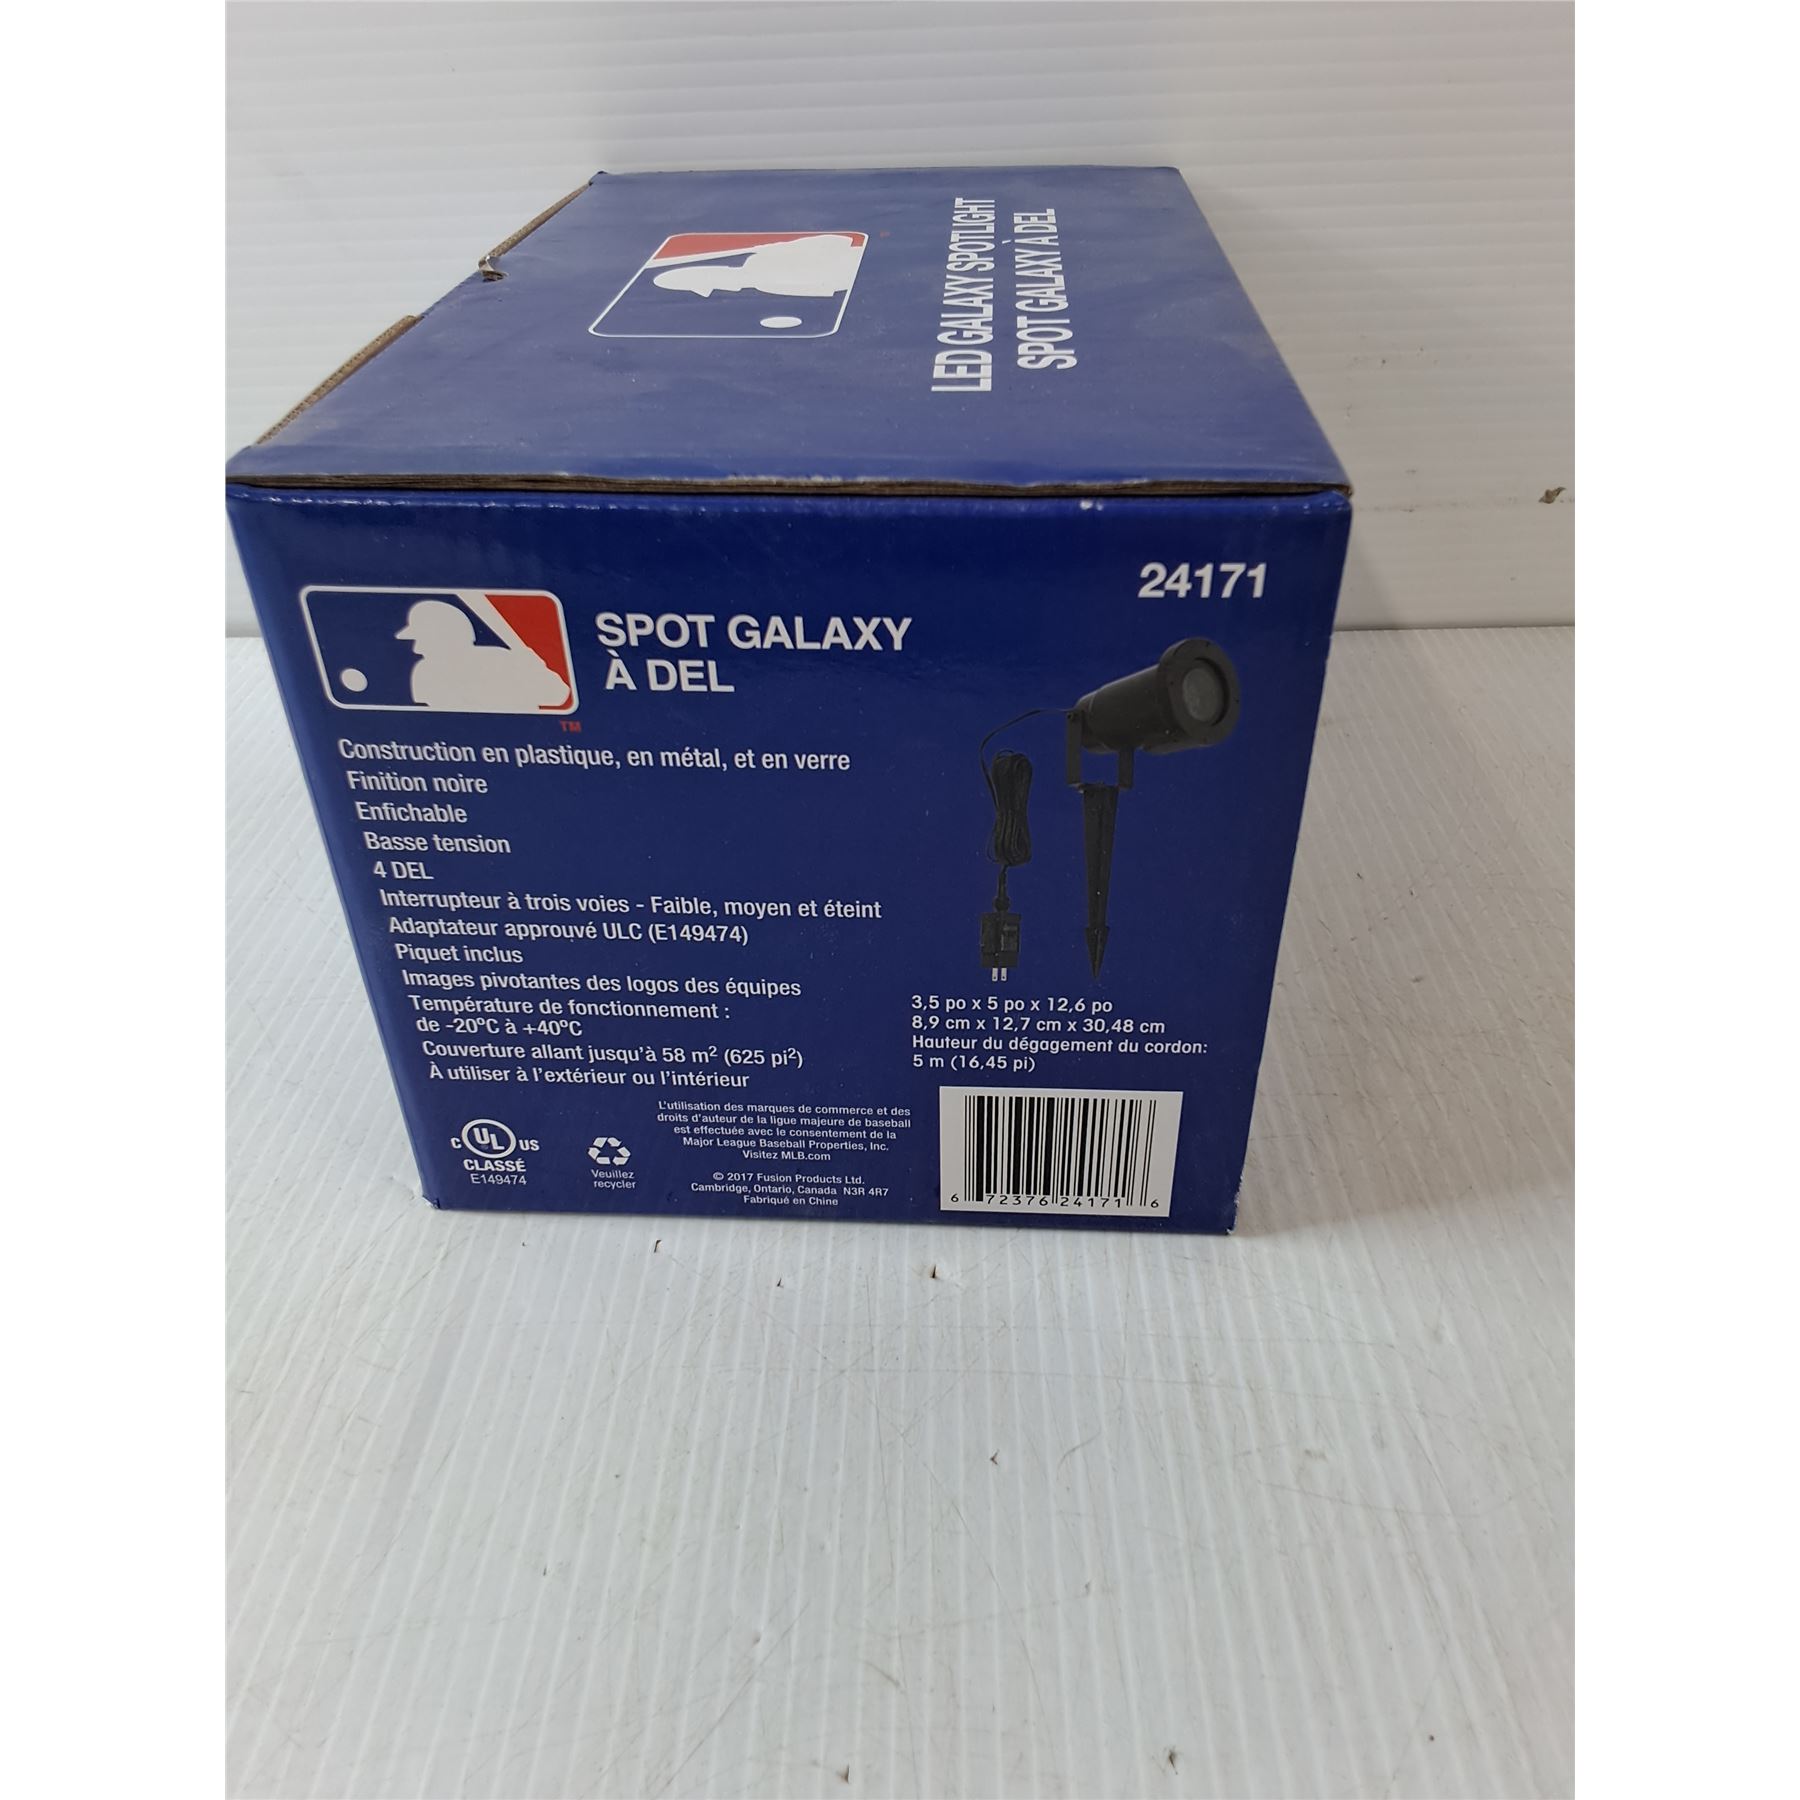 LED GALAXY SPOTLIGHT
SPOT GALAXY À DEL
24171
SPOT GALAXY
À DEL
TM
Construction en plastique, en métal, et en verre
Finition noire
Enfichable
Basse tension
4 DEL
Interrupteur à trois voies - Faible, moyen et éteint
Adaptateur approuvé ULC (E149474)
Piquet inclus
Images pivotantes des logos des équipes
Température de fonctionnement :
de -20ºC à +40ºC
Couverture allant jusqu'à 58 m² (625 pi²)
À utiliser à l'extérieur ou l'intérieur
3,5 po x 5 po x 12,6 po
8,9 cm x 12,7 cm x 30,48 cm
Hauteur du dégagement du cordon:
5 m (16,45 pi)
C UL US
CLASSÉ
E149474
Veuillez
recycler
L'utilisation des marques de commerce et des
droits d'auteur de la ligue majeure de baseball
est effectuée avec le consentement de la
Major League Baseball Properties, Inc.
Visitez MLB.com
© 2017 Fusion Products Ltd.
Cambridge, Ontario, Canada N3R 4R7
Fabriqué en Chine
6 72376 24171 6